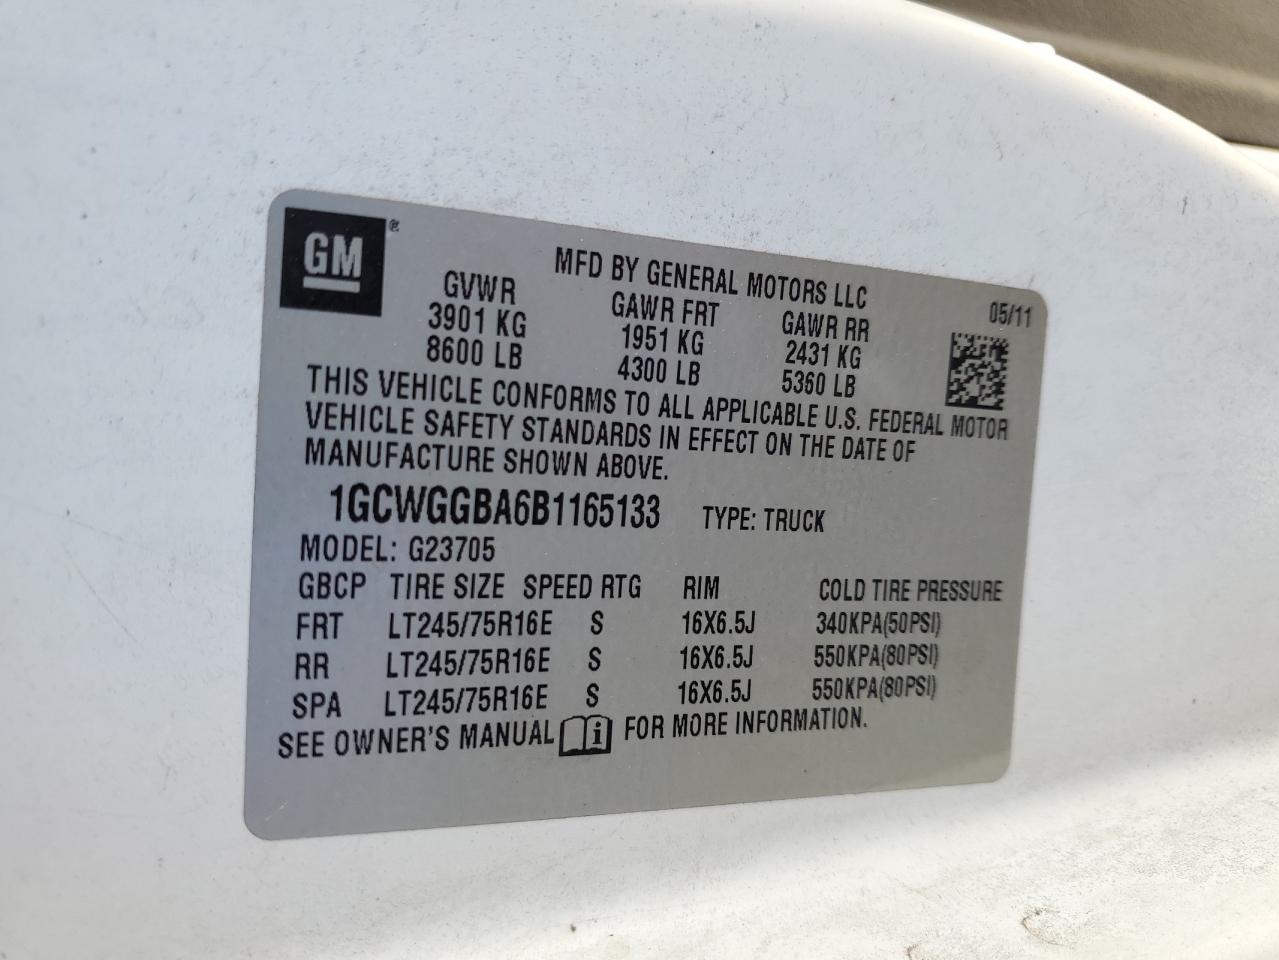 GM ®
MFD BY GENERAL MOTORS LLC
GVWR GAWR FRT GAWR RR 05/11
3901 KG 1951 KG 2431 KG
8600 LB 4300 LB 5360 LB
THIS VEHICLE CONFORMS TO ALL APPLICABLE U.S. FEDERAL MOTOR
VEHICLE SAFETY STANDARDS IN EFFECT ON THE DATE OF
MANUFACTURE SHOWN ABOVE.
1GCWGGBA6B1165133 TYPE: TRUCK
MODEL: G23705
GBCP TIRE SIZE SPEED RTG RIM COLD TIRE PRESSURE
FRT LT245/75R16E S 16X6.5J 340KPA(50PSI)
RR LT245/75R16E S 16X6.5J 550KPA(80PSI)
SPA LT245/75R16E S 16X6.5J 550KPA(80PSI)
SEE OWNER'S MANUAL i FOR MORE INFORMATION.